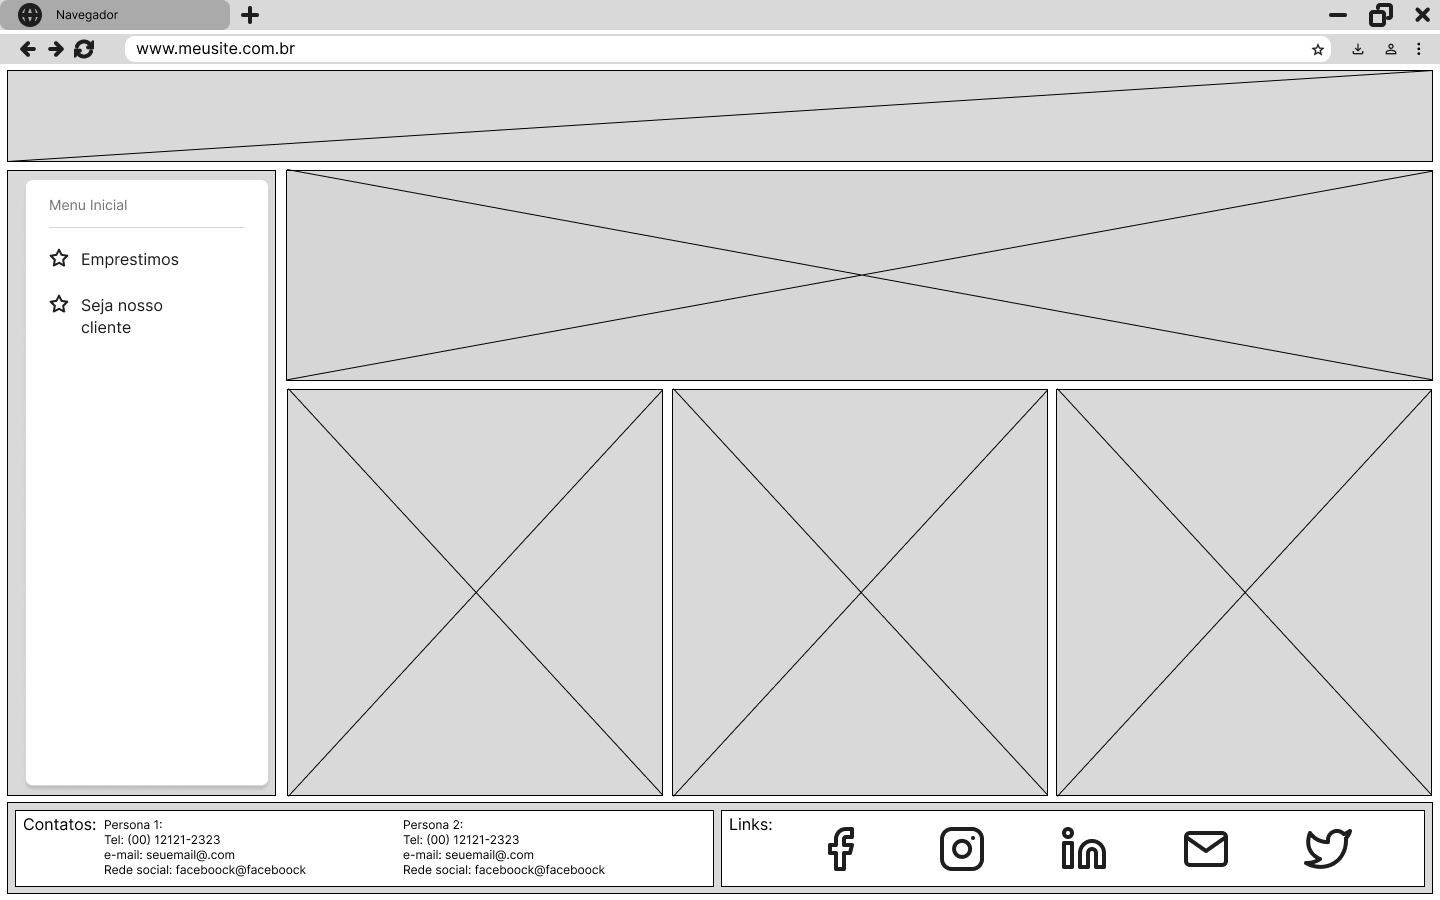 Navegador
www.meusite.com.br
Menu Inicial
Emprestimos
Seja nosso
cliente
Contatos:
Persona 1:
Tel: (00) 12121-2323
e-mail: seuemail@.com
Rede social: faceboock@faceboock
Persona 2:
Tel: (00) 12121-2323
e-mail: seuemail@.com
Rede social: faceboock@faceboock
Links: